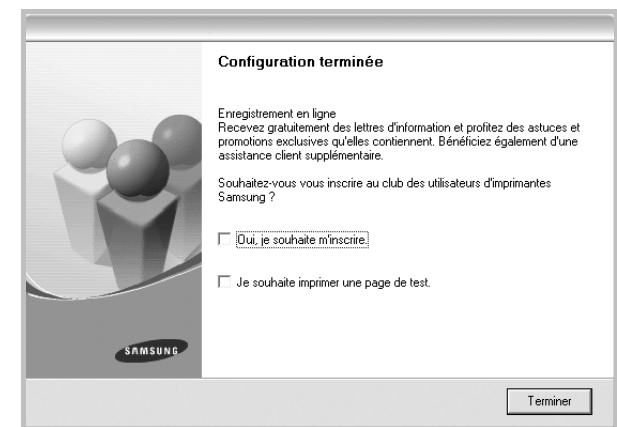 Configuration terminée
Enregistrement en ligne
Recevez gratuitement des lettres d'information et profitez des astuces et
promotions exclusives qu'elles contiennent. Bénéficiez également d'une
assistance client supplémentaire.
Souhaitez-vous vous inscrire au club des utilisateurs d'imprimantes
Samsung ?
Oui, je souhaite m'inscrire.
Je souhaite imprimer une page de test.
SAMSUNG
Terminer